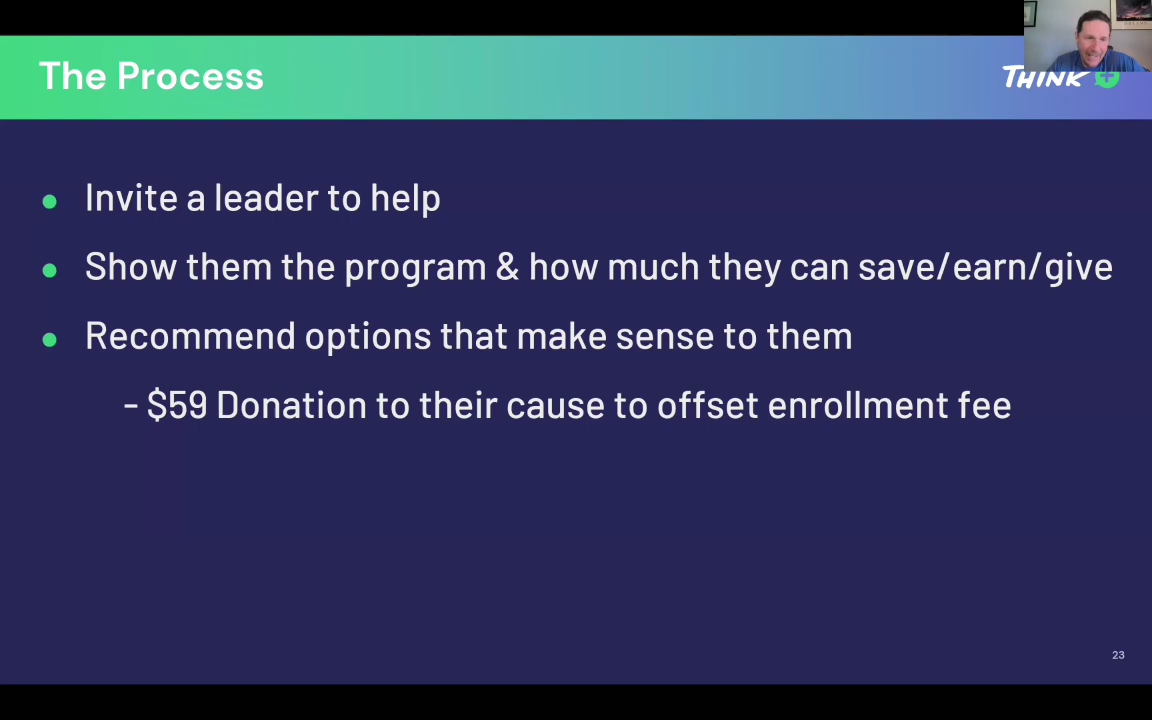 The Process
THINK+
Invite a leader to help
Show them the program & how much they can save/earn/give
Recommend options that make sense to them
- $59 Donation to their cause to offset enrollment fee
23